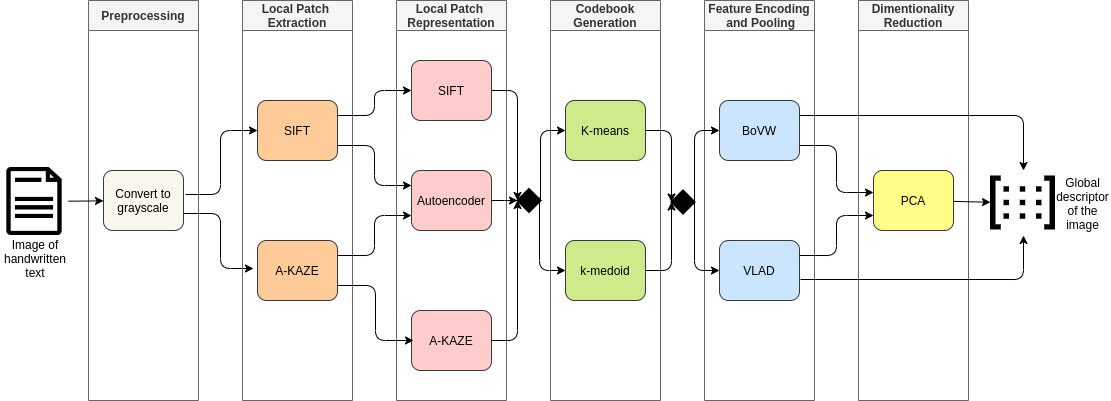 Preprocessing
Local Patch
Extraction
Local Patch
Representation
Codebook
Generation
Feature Encoding
and Pooling
Dimentionality
Reduction
Image of
handwritten
text
Convert to
grayscale
SIFT
A-KAZE
SIFT
Autoencoder
A-KAZE
K-means
k-medoid
BoVW
VLAD
PCA
Global
descriptor
of the
image